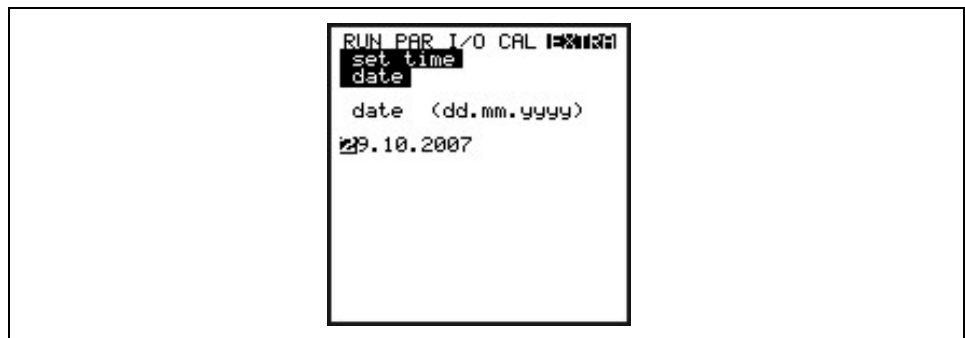 RUN PAR I/O CAL EXTRA
set time
date
date (dd.mm.yyyy)
29.10.2007